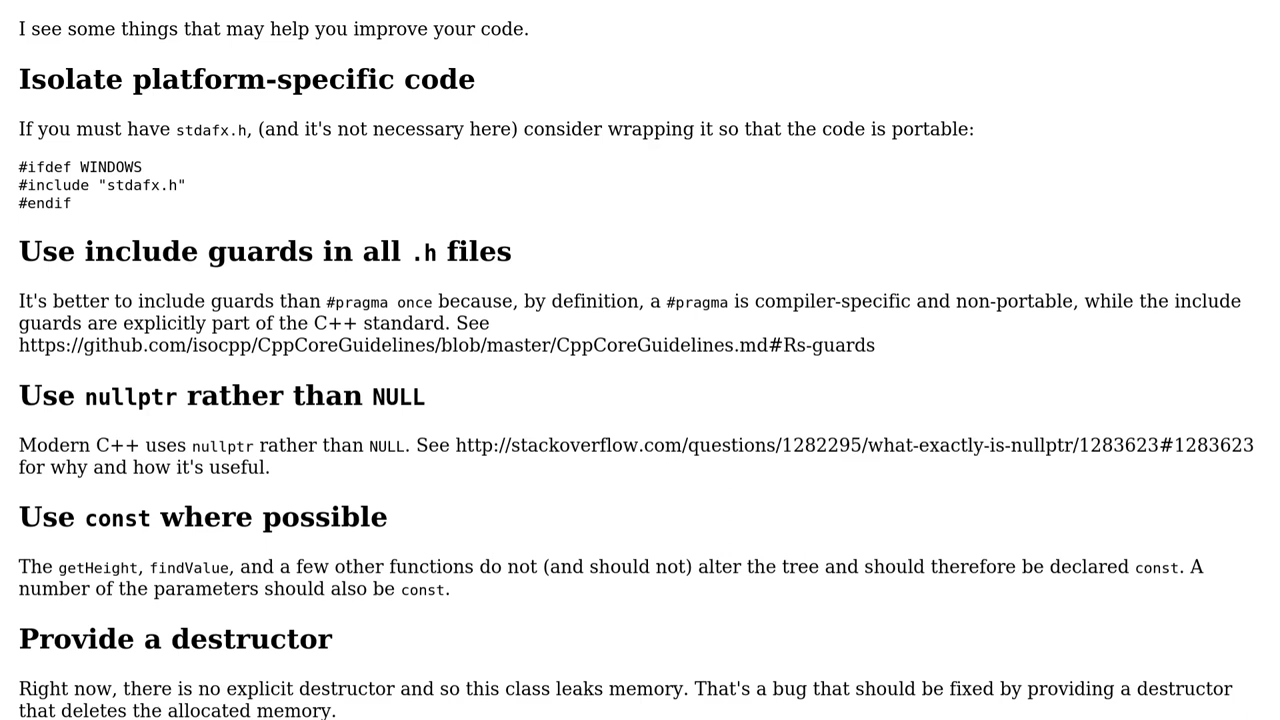 I see some things that may help you improve your code.
Isolate platform-specific code
If you must have stdafx.h, (and it's not necessary here) consider wrapping it so that the code is portable:
#ifdef WINDOWS
#include "stdafx.h"
#endif
Use include guards in all .h files
It's better to include guards than #pragma once because, by definition, a #pragma is compiler-specific and non-portable, while the include
guards are explicitly part of the C++ standard. See
https://github.com/isocpp/CppCoreGuidelines/blob/master/CppCoreGuidelines.md#Rs-guards
Use nullptr rather than NULL
Modern C++ uses nullptr rather than NULL. See http://stackoverflow.com/questions/1282295/what-exactly-is-nullptr/1283623#1283623
for why and how it's useful.
Use const where possible
The getHeight, findValue, and a few other functions do not (and should not) alter the tree and should therefore be declared const. A
number of the parameters should also be const.
Provide a destructor
Right now, there is no explicit destructor and so this class leaks memory. That's a bug that should be fixed by providing a destructor
that deletes the allocated memory.